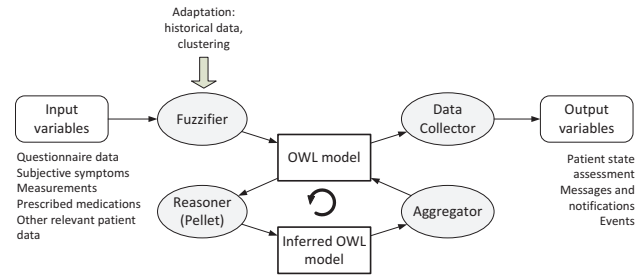 Adaptation:
historical data,
clustering
Input
variables
Fuzzifier
Data
Collector
Output
variables
OWL model
Questionnaire data
Subjective symptoms
Measurements
Prescribed medications
Other relevant patient
data
Reasoner
(Pellet)
Inferred OWL
model
Aggregator
Patient state
assessment
Messages and
notifications
Events